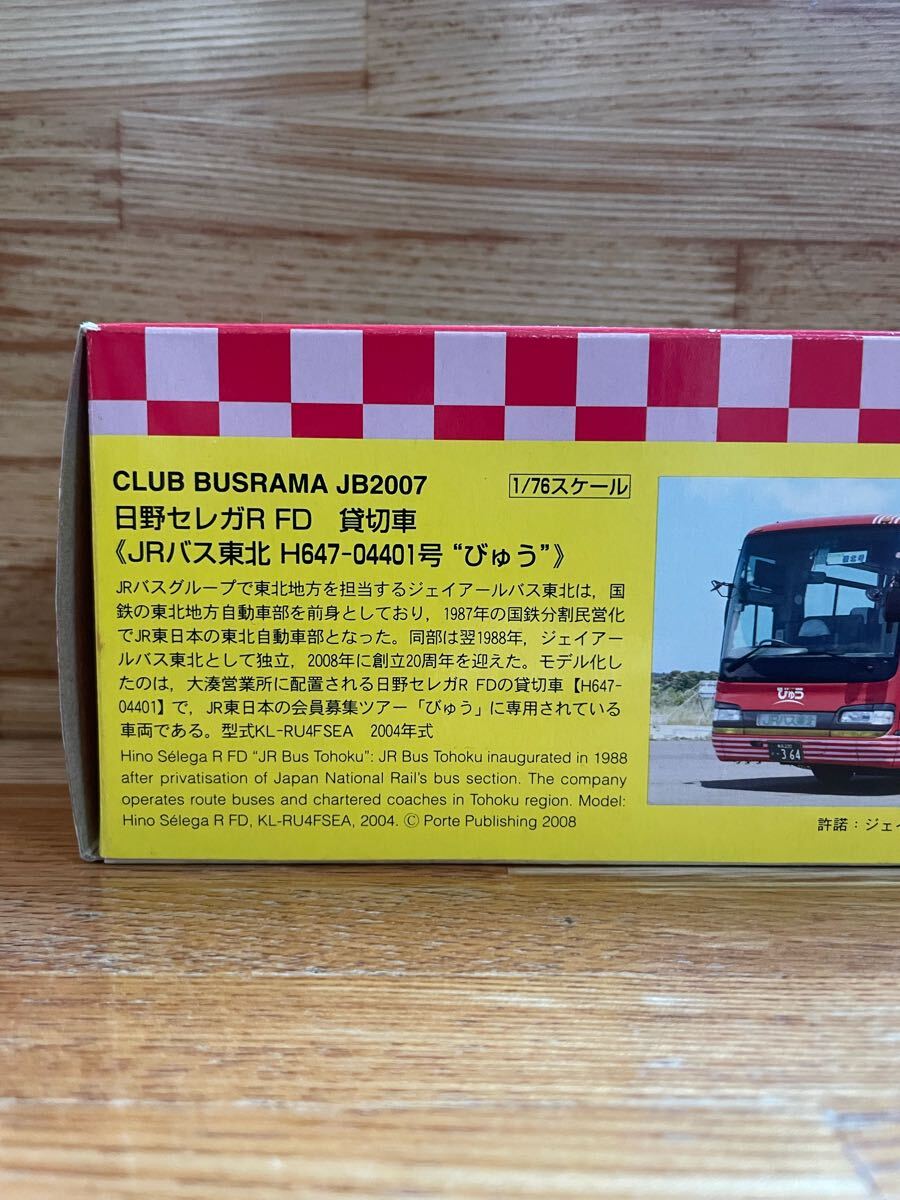 CLUB BUSRAMA JB2007
1/76スケール
日野セレガR FD 貸切車
《JRバス東北 H647-04401号 “びゅう”》
JRバスグループで東北地方を担当するジェイアールバス東北は，国
鉄の東北地方自動車部を前身としており，1987年の国鉄分割民営化
でJR東日本の東北自動車部となった。同部は翌1988年，ジェイアー
ルバス東北として独立，2008年に創立20周年を迎えた。モデル化し
たのは，大湊営業所に配置される日野セレガR FDの貸切車【H647-
04401】で，JR東日本の会員募集ツアー「びゅう」に専用されている
車両である。型式KL-RU4FSEA 2004年式
Hino Sélega R FD “JR Bus Tohoku”: JR Bus Tohoku inaugurated in 1988
after privatisation of Japan National Rail's bus section. The company
operates route buses and chartered coaches in Tohoku region. Model:
Hino Sélega R FD, KL-RU4FSEA, 2004. © Porte Publishing 2008
びゅう
JRバス東北
364
許諾：ジェイ